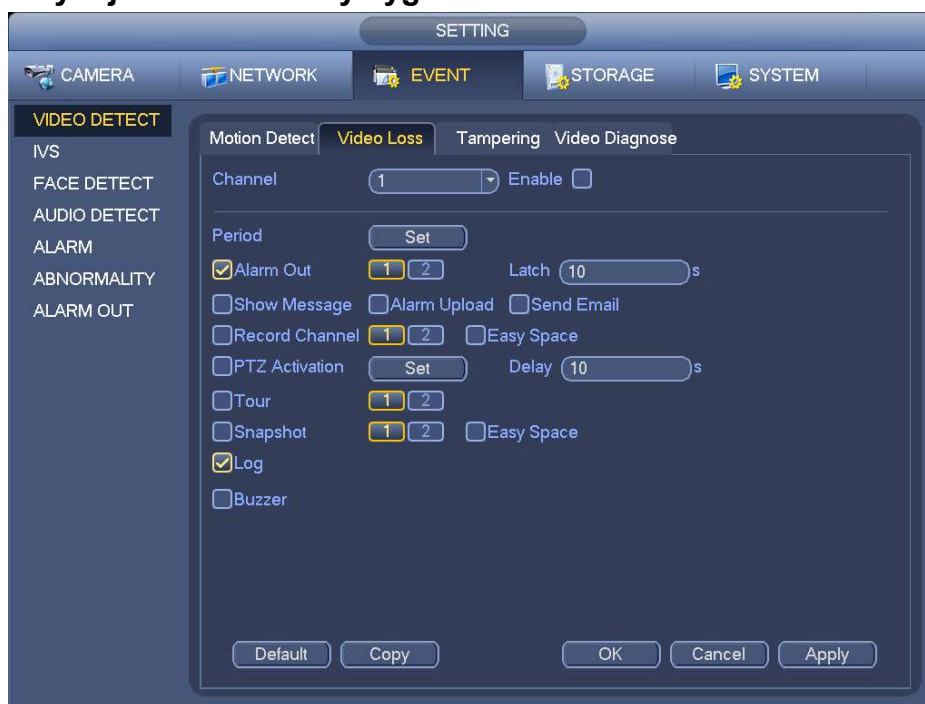 SETTING
CAMERA NETWORK EVENT STORAGE SYSTEM
VIDEO DETECT
IVS
FACE DETECT
AUDIO DETECT
ALARM
ABNORMALITY
ALARM OUT
Motion Detect Video Loss Tampering Video Diagnose
Channel 1 Enable
Period Set
Alarm Out 1 2 Latch 10 s
Show Message Alarm Upload Send Email
Record Channel 1 2 Easy Space
PTZ Activation Set Delay 10 s
Tour 1 2
Snapshot 1 2 Easy Space
Log
Buzzer
Default Copy OK Cancel Apply